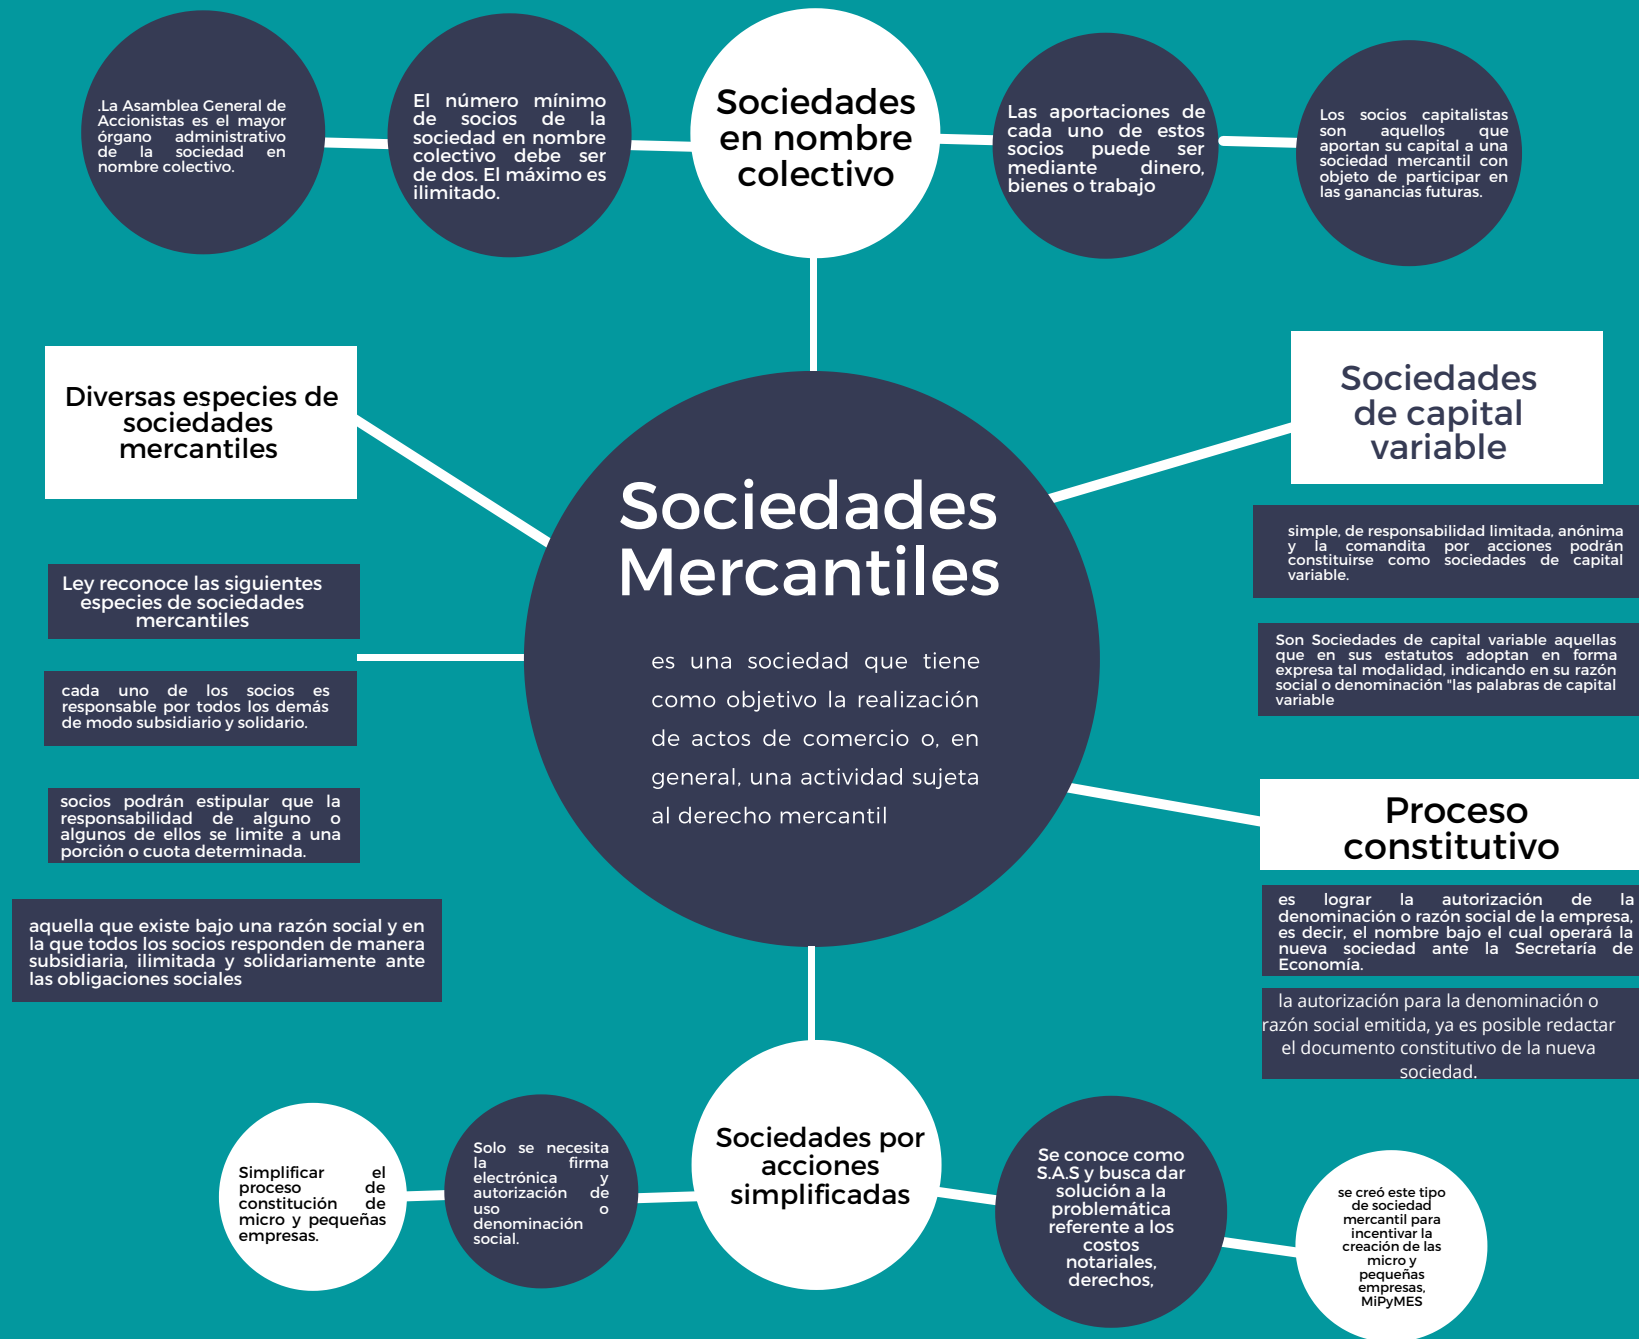 .La Asamblea General de
Accionistas es el mayor
órgano administrativo
de la sociedad en
nombre colectivo.
El número mínimo
de socios de la
sociedad en nombre
colectivo debe ser
de dos. El máximo es
ilimitado.
Sociedades
en nombre
colectivo
Las aportaciones de
cada uno de estos
socios puede ser
mediante dinero,
bienes o trabajo
Los socios capitalistas
son aquellos que
aportan su capital a una
sociedad mercantil con
objeto de participar en
las ganancias futuras.
Diversas especies de
sociedades
mercantiles
Ley reconoce las siguientes
especies de sociedades
mercantiles
cada uno de los socios es
responsable por todos los demás
de modo subsidiario y solidario.
socios podrán estipular que la
responsabilidad de alguno o
algunos de ellos se limite a una
porción o cuota determinada.
aquella que existe bajo una razón social y en
la que todos los socios responden de manera
subsidiaria, ilimitada y solidariamente ante
las obligaciones sociales
Sociedades
Mercantiles
es una sociedad que tiene
como objetivo la realización
de actos de comercio o, en
general, una actividad sujeta
al derecho mercantil
Sociedades
de capital
variable
simple, de responsabilidad limitada, anónima
y la comandita por acciones podrán
constituirse como sociedades de capital
variable.
Son Sociedades de capital variable aquellas
que en sus estatutos adoptan en forma
expresa tal modalidad, indicando en su razón
social o denominación "las palabras de capital
variable
Proceso
constitutivo
es lograr la autorización de la
denominación o razón social de la empresa,
es decir, el nombre bajo el cual operará la
nueva sociedad ante la Secretaría de
Economía.
la autorización para la denominación o
razón social emitida, ya es posible redactar
el documento constitutivo de la nueva
sociedad.
Simplificar el
proceso de
constitución de
micro y pequeñas
empresas.
Solo se necesita
la firma
electrónica y
autorización de
uso o
denominación
social.
Sociedades por
acciones
simplificadas
Se conoce como
S.A.S y busca dar
solución a la
problemática
referente a los
costos
notariales,
derechos,
se creó este tipo
de sociedad
mercantil para
incentivar la
creación de las
micro y
pequeñas
empresas,
MiPyMES